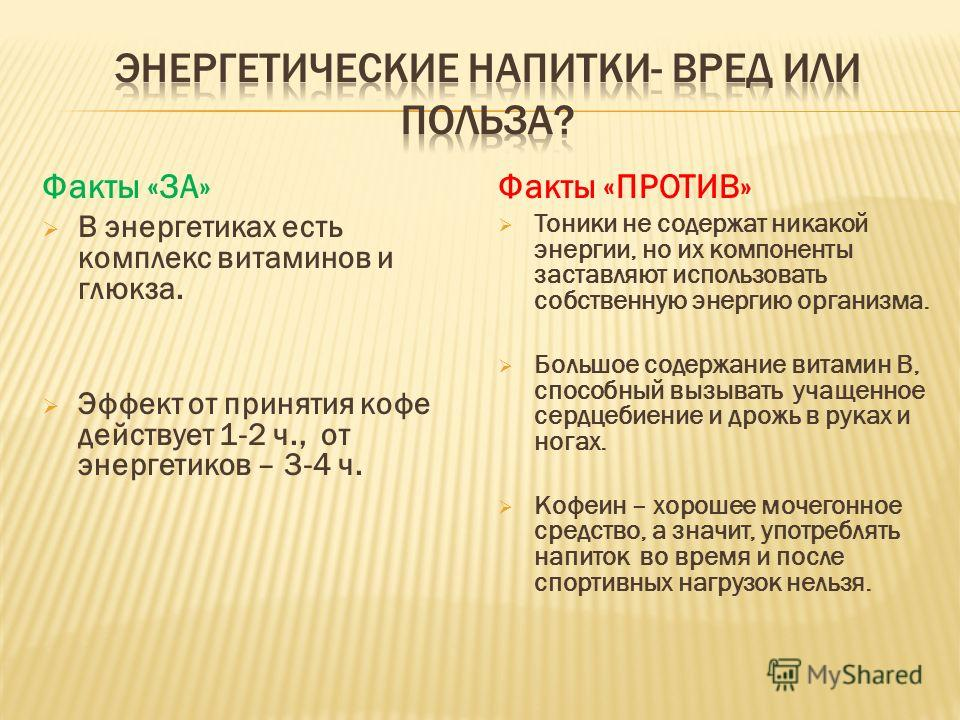 ЭНЕРГЕТИЧЕСКИЕ НАПИТКИ- ВРЕД ИЛИ
ПОЛЬЗА?
Факты «ЗА»
В энергетиках есть
комплекс витаминов и
глюкза.
Эффект от принятия кофе
действует 1-2 ч., от
энергетиков – 3-4 ч.
Факты «ПРОТИВ»
Тоники не содержат никакой
энергии, но их компоненты
заставляют использовать
собственную энергию организма.
Большое содержание витамин В,
способный вызывать учащенное
сердцебиение и дрожь в руках и
ногах.
Кофеин – хорошее мочегонное
средство, а значит, употреблять
напиток во время и после
спортивных нагрузок нельзя.
MyShared